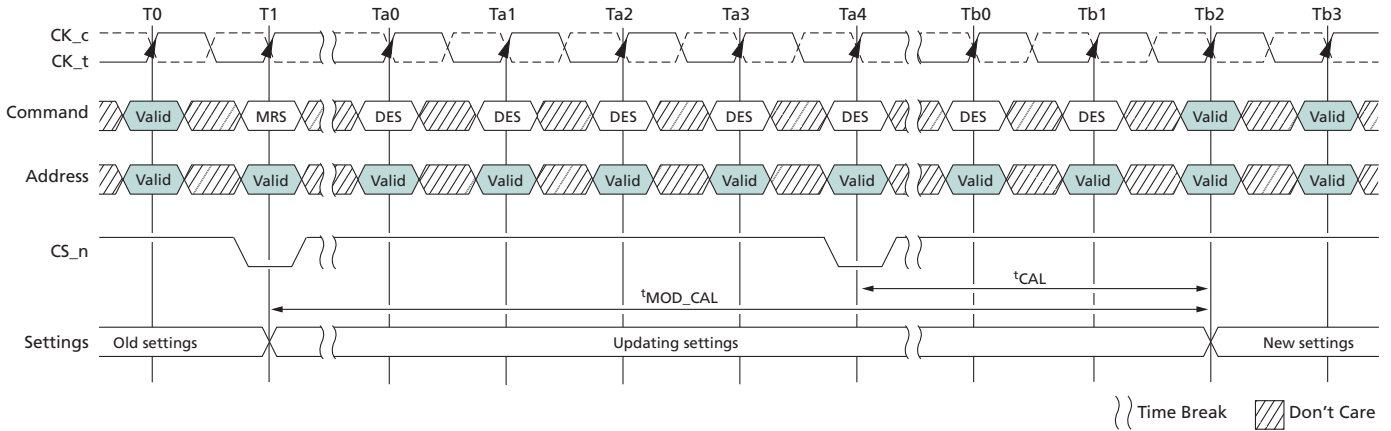 T0 T1 Ta0 Ta1 Ta2 Ta3 Ta4 Tb0 Tb1 Tb2 Tb3
CK_c
CK_t
Command Valid MRS DES DES DES DES DES DES DES Valid Valid
Address Valid Valid Valid Valid Valid Valid Valid Valid Valid Valid Valid
CS_n
tCAL
tMOD_CAL
Settings Old settings Updating settings New settings
Time Break Don't Care